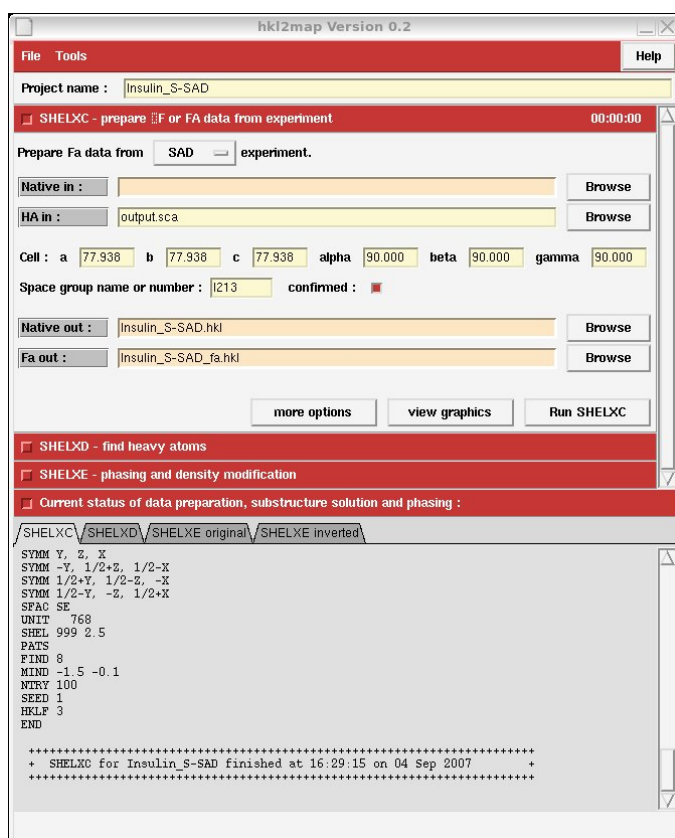 hkl2map Version 0.2
File Tools Help
Project name : Insulin_S-SAD
SHELXC - prepare F or FA data from experiment 00:00:00
Prepare Fa data from SAD experiment.
Native in : Browse
HA in : output.sca Browse
Cell : a 77.938 b 77.938 c 77.938 alpha 90.000 beta 90.000 gamma 90.000
Space group name or number : I213 confirmed :
Native out : Insulin_S-SAD.hkl Browse
Fa out : Insulin_S-SAD_fa.hkl Browse
more options view graphics Run SHELXC
SHELXD - find heavy atoms
SHELXE - phasing and density modification
Current status of data preparation, substructure solution and phasing :
SHELXC SHELXD SHELXE original SHELXE inverted
SYMM Y, Z, X
SYMM -Y, 1/2+Z, 1/2-X
SYMM 1/2+Y, 1/2-Z, -X
SYMM 1/2-Y, -Z, 1/2+X
SFAC SE
UNIT 768
SHEL 999 2.5
PATS
FIND 8
MIND -1.5 -0.1
NTRY 100
SEED 1
HKLF 3
END
++++++++++++++++++++++++++++++++++++++++++++++++++++++++++++++++++
+ SHELXC for Insulin_S-SAD finished at 16:29:15 on 04 Sep 2007 +
++++++++++++++++++++++++++++++++++++++++++++++++++++++++++++++++++